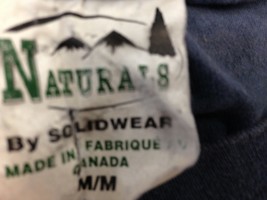 NATURALS
By SOLIDWEAR
MADE IN FABRIQUE
CANADA
M/M